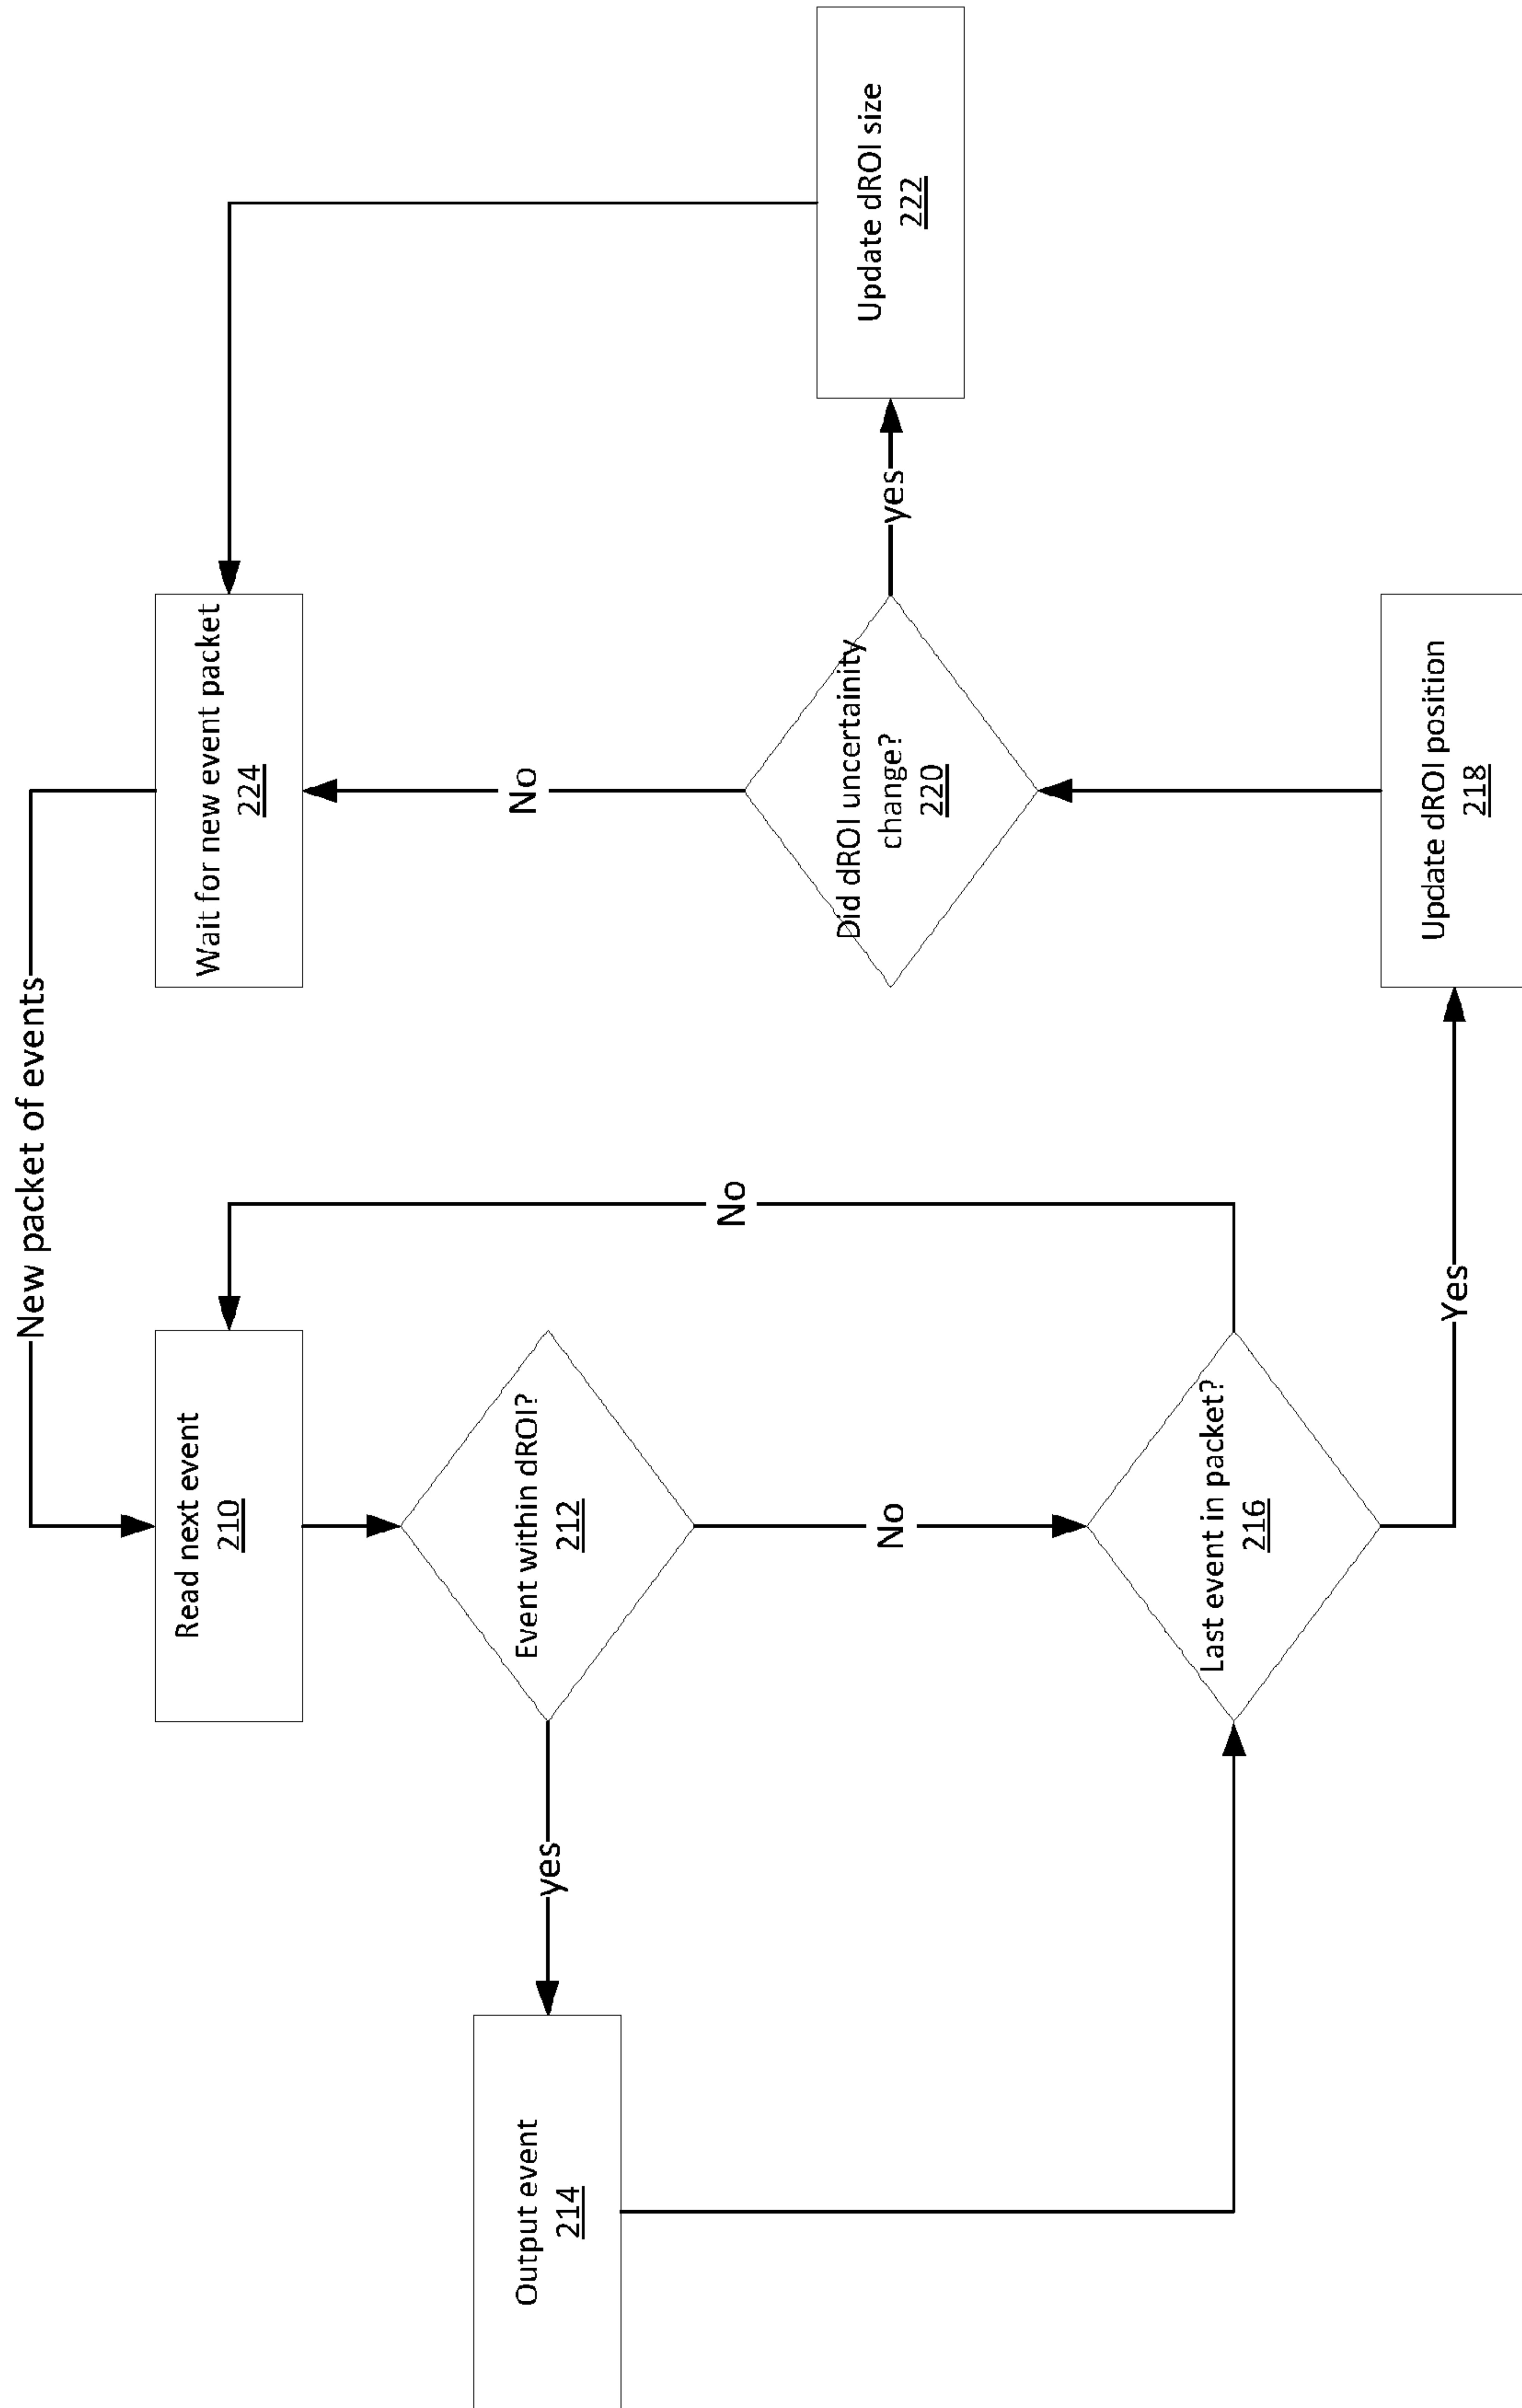 New packet of events
Read next event
210
Wait for new event packet
224
Event within dROI?
212
yes
Output event
214
No
No
No
Did dROI uncertainity
change?
220
yes
Update dROI size
222
Last event in packet?
216
Yes
Update dROI position
218